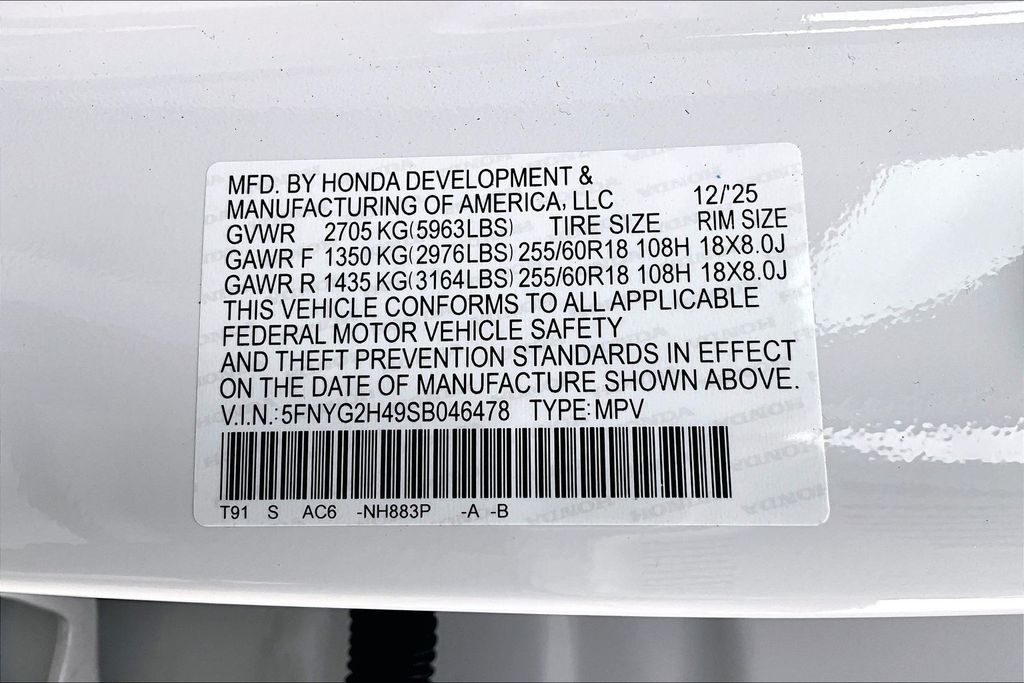 MFD. BY HONDA DEVELOPMENT &
MANUFACTURING OF AMERICA, LLC 12/'25
GVWR 2705 KG(5963LBS) TIRE SIZE RIM SIZE
GAWR F 1350 KG(2976LBS) 255/60R18 108H 18X8.0J
GAWR R 1435 KG(3164LBS) 255/60R18 108H 18X8.0J
THIS VEHICLE CONFORMS TO ALL APPLICABLE
FEDERAL MOTOR VEHICLE SAFETY
AND THEFT PREVENTION STANDARDS IN EFFECT
ON THE DATE OF MANUFACTURE SHOWN ABOVE.
V.I.N.: 5FNYG2H49SB046478 TYPE: MPV
T91 S AC6 -NH883P -A -B